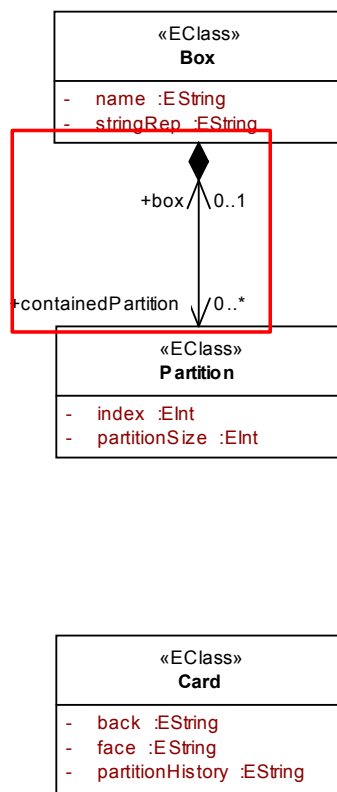 «EClass»
Box
- name :EString
- stringRep :EString
+box 0..1
+containedPartition 0..*
«EClass»
Partition
- index :EInt
- partitionSize :EInt
«EClass»
Card
- back :EString
- face :EString
- partitionHistory :EString